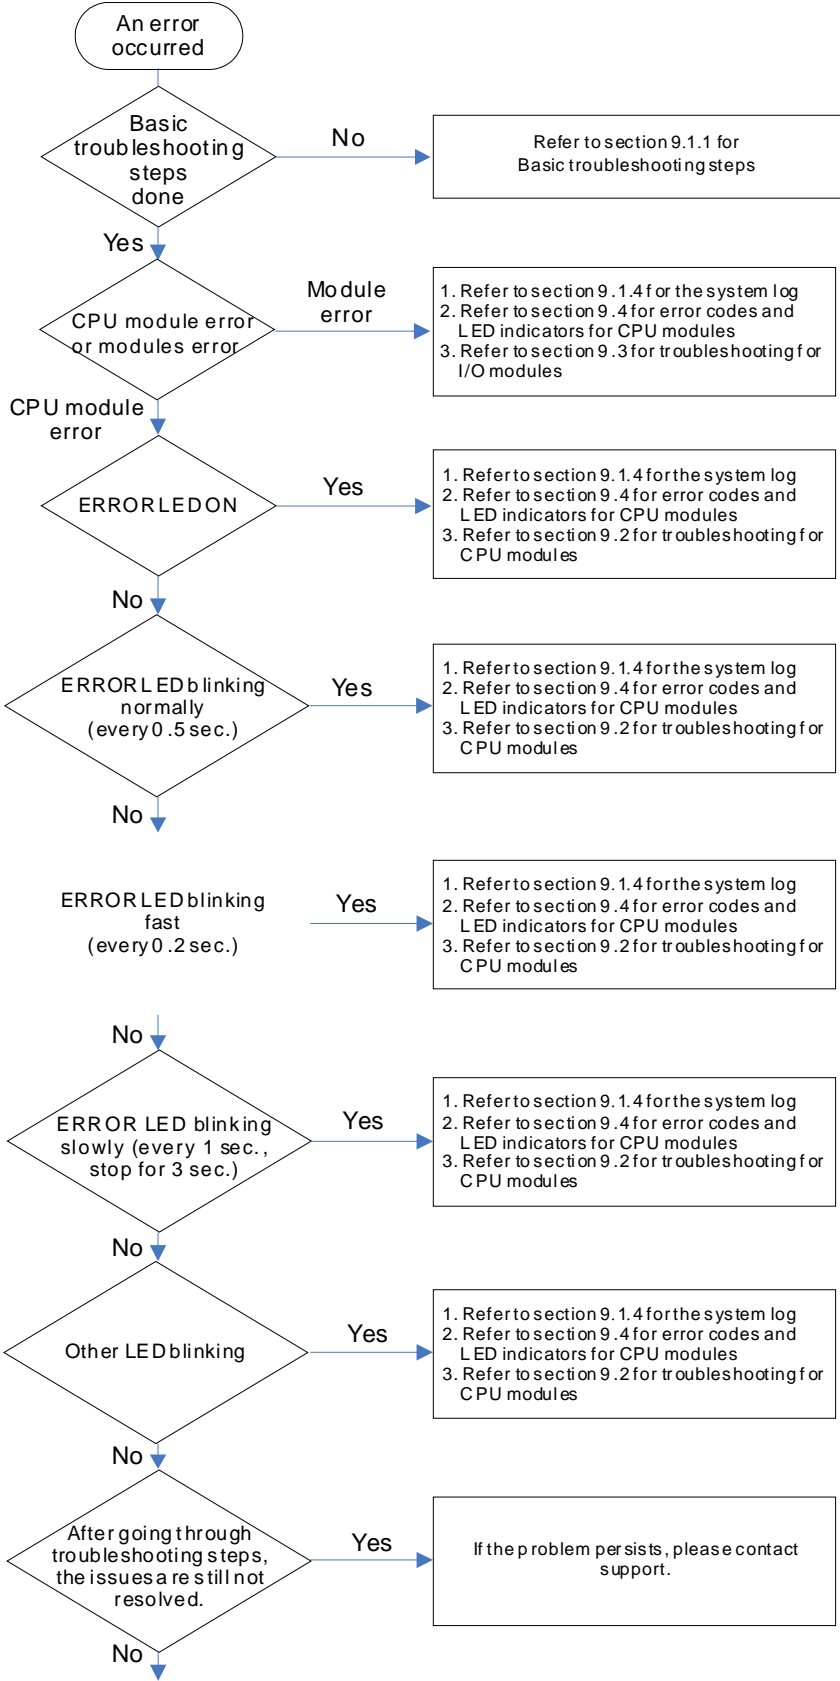 An error
occurred
Basic
troubleshooting
steps
done
No
Refer to section 9.1.1 for
Basic troubleshooting steps
Yes
CPU module error
or modules error
Module
error
1. Refer to section 9.1.4 for the system log
2. Refer to section 9.4 for error codes and
LED indicators for CPU modules
3. Refer to section 9.3 for troubleshooting for
I/O modules
CPU module
error
ERROR LED ON
Yes
1. Refer to section 9.1.4 for the system log
2. Refer to section 9.4 for error codes and
LED indicators for CPU modules
3. Refer to section 9.2 for troubleshooting for
CPU modules
No
ERROR LED blinking
normally
(every 0.5 sec.)
Yes
1. Refer to section 9.1.4 for the system log
2. Refer to section 9.4 for error codes and
LED indicators for CPU modules
3. Refer to section 9.2 for troubleshooting for
CPU modules
No
ERROR LED blinking
fast
(every 0.2 sec.)
Yes
1. Refer to section 9.1.4 for the system log
2. Refer to section 9.4 for error codes and
LED indicators for CPU modules
3. Refer to section 9.2 for troubleshooting for
CPU modules
No
ERROR LED blinking
slowly (every 1 sec.,
stop for 3 sec.)
Yes
1. Refer to section 9.1.4 for the system log
2. Refer to section 9.4 for error codes and
LED indicators for CPU modules
3. Refer to section 9.2 for troubleshooting for
CPU modules
No
Other LED blinking
Yes
1. Refer to section 9.1.4 for the system log
2. Refer to section 9.4 for error codes and
LED indicators for CPU modules
3. Refer to section 9.2 for troubleshooting for
CPU modules
No
After going through
troubleshooting steps,
the issues are still not
resolved.
Yes
If the problem persists, please contact
support.
No